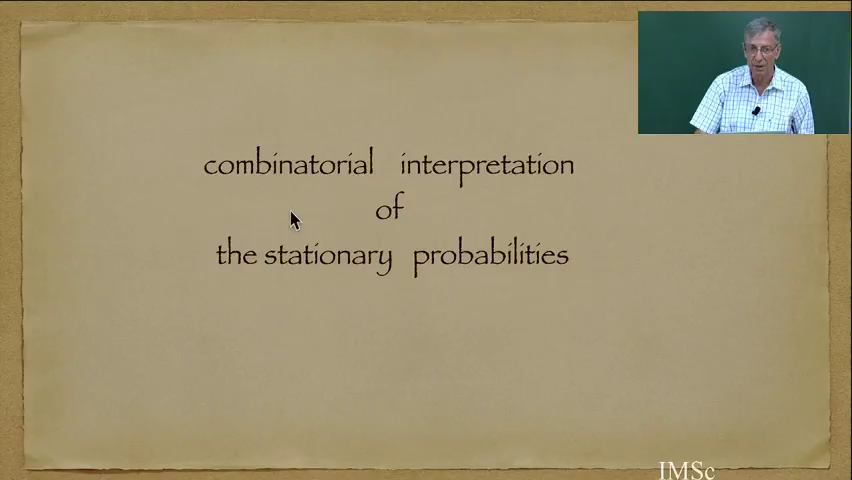 combinatorial interpretation
of
the stationary probabilities
IMSc